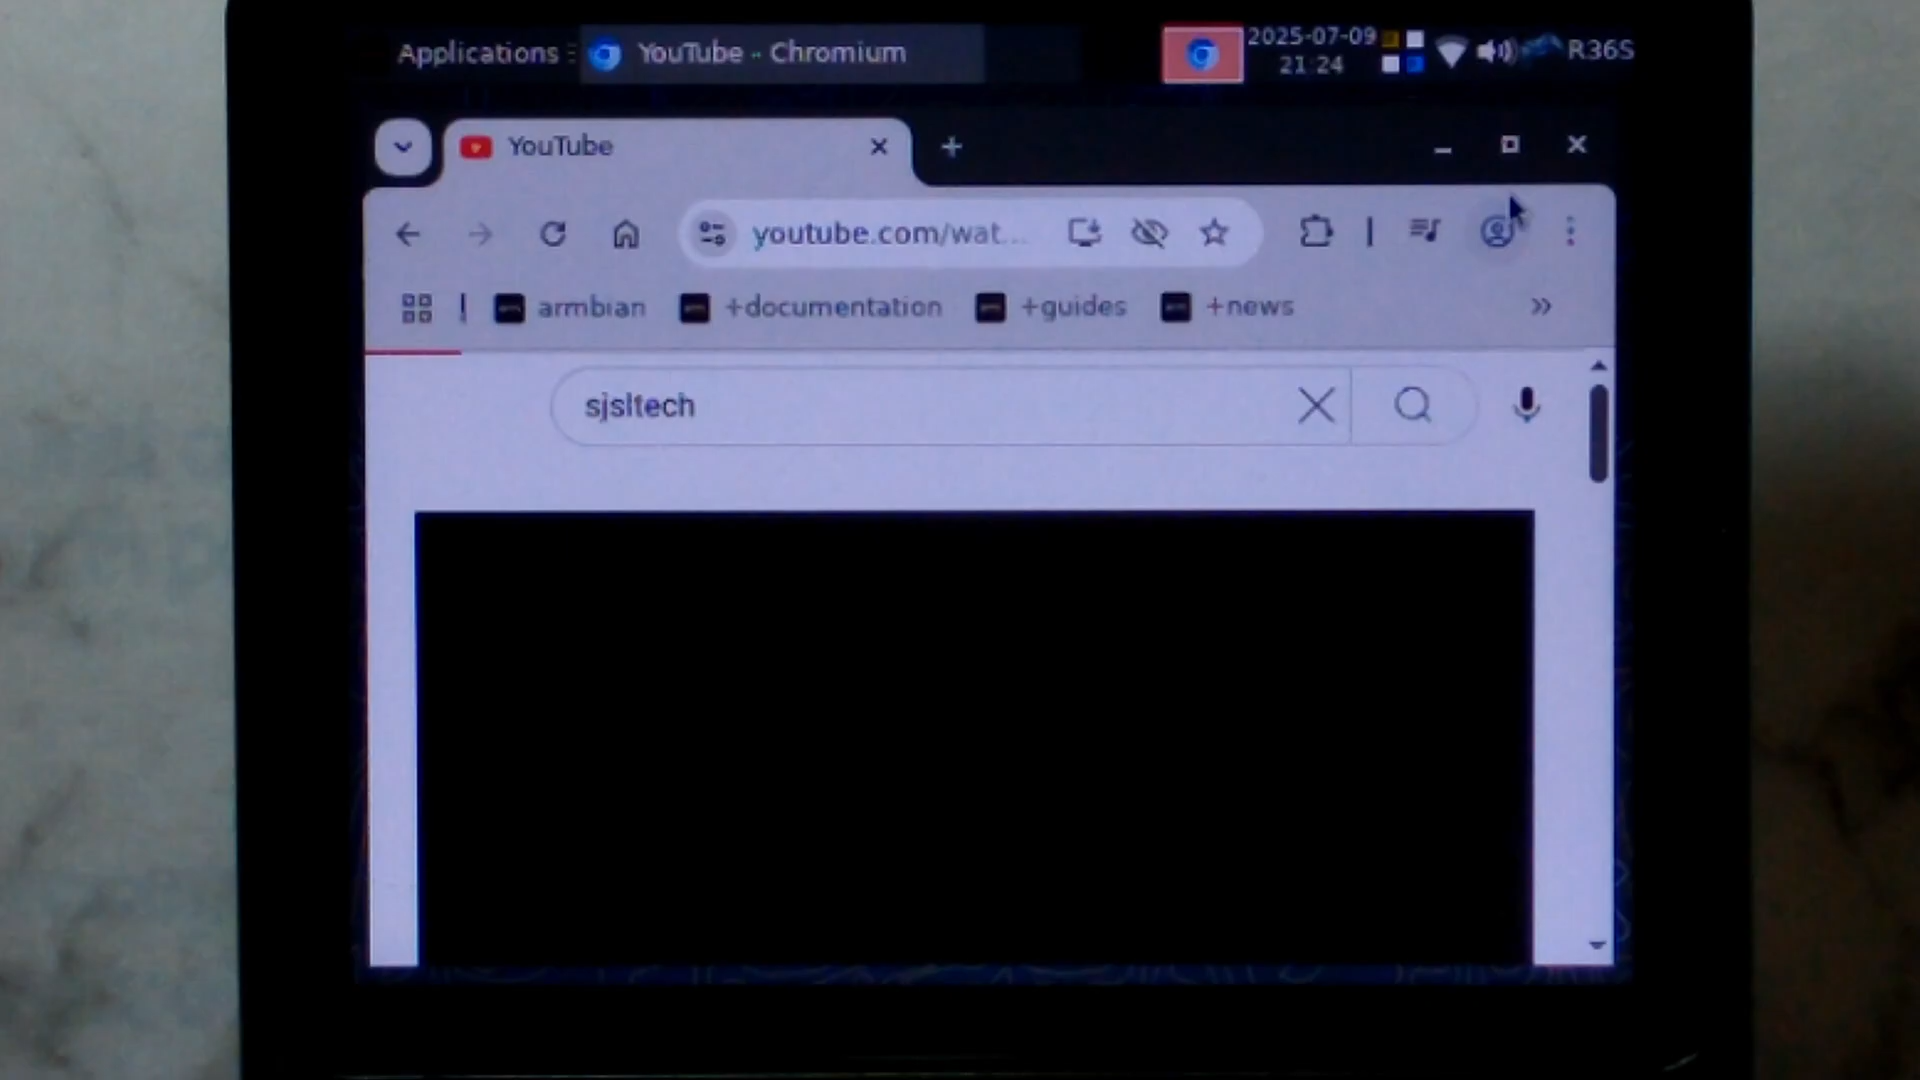 Applications
YouTube - Chromium
2025-07-09
21:24
R36S
YouTube
youtube.com/wat...
armbian
+documentation
+guides
+news
sjsltech